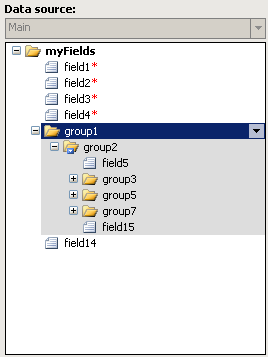 Data source:
Main
myFields
field1*
field2*
field3*
field4*
group1
group2
field5
group3
group5
group7
field15
field14